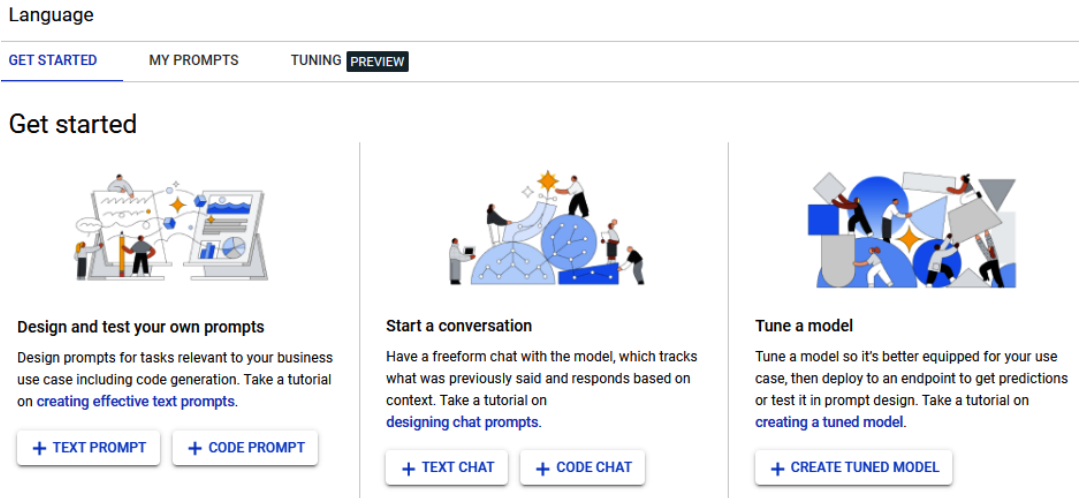 Language
GET STARTED
MY PROMPTS
TUNING PREVIEW
Get started
Design and test your own prompts
Design prompts for tasks relevant to your business
use case including code generation. Take a tutorial
on creating effective text prompts.
+ TEXT PROMPT
+ CODE PROMPT
Start a conversation
Have a freeform chat with the model, which tracks
what was previously said and responds based on
context. Take a tutorial on
designing chat prompts.
+ TEXT CHAT
+ CODE CHAT
Tune a model
Tune a model so it's better equipped for your use
case, then deploy to an endpoint to get predictions
or test it in prompt design. Take a tutorial on
creating a tuned model.
+ CREATE TUNED MODEL